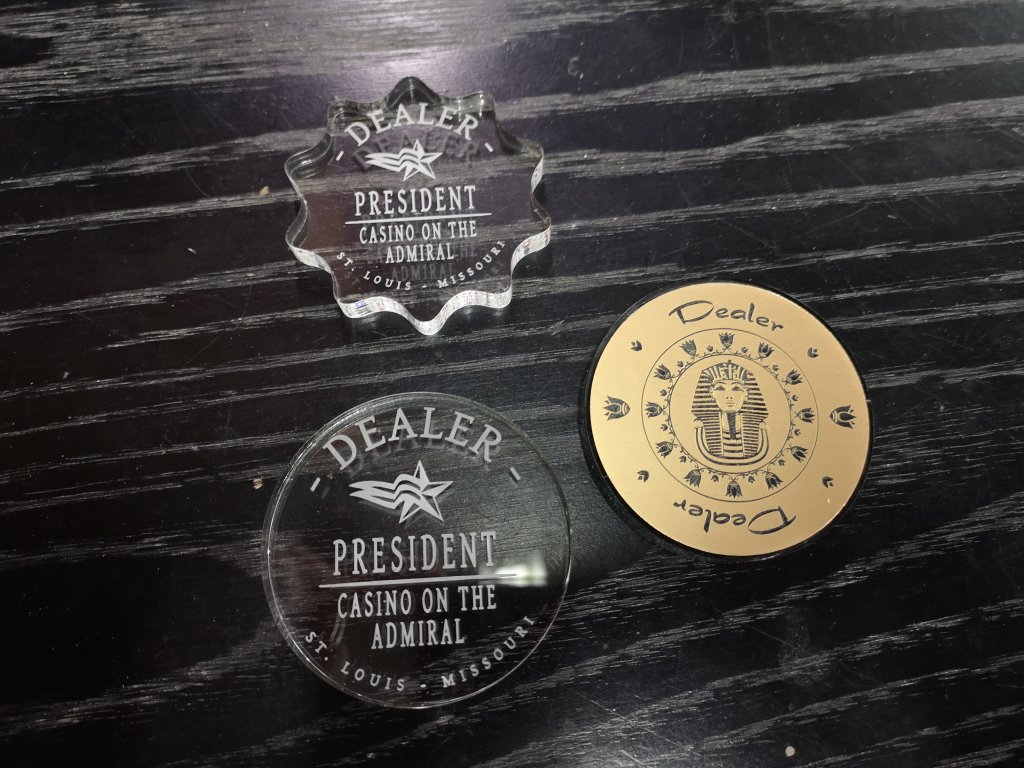 DEALER
PRESIDENT
CASINO ON THE
ADMIRAL
ST. LOUIS - MISSOURI
Dealer
Dealer
DEALER
PRESIDENT
CASINO ON THE
ADMIRAL
ST. LOUIS - MISSOURI